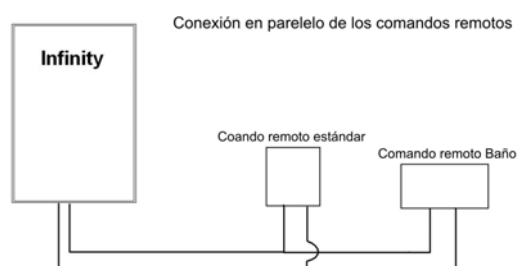 Conexión en parelelo de los comandos remotos
Infinity
Coando remoto estándar
Comando remoto Baño